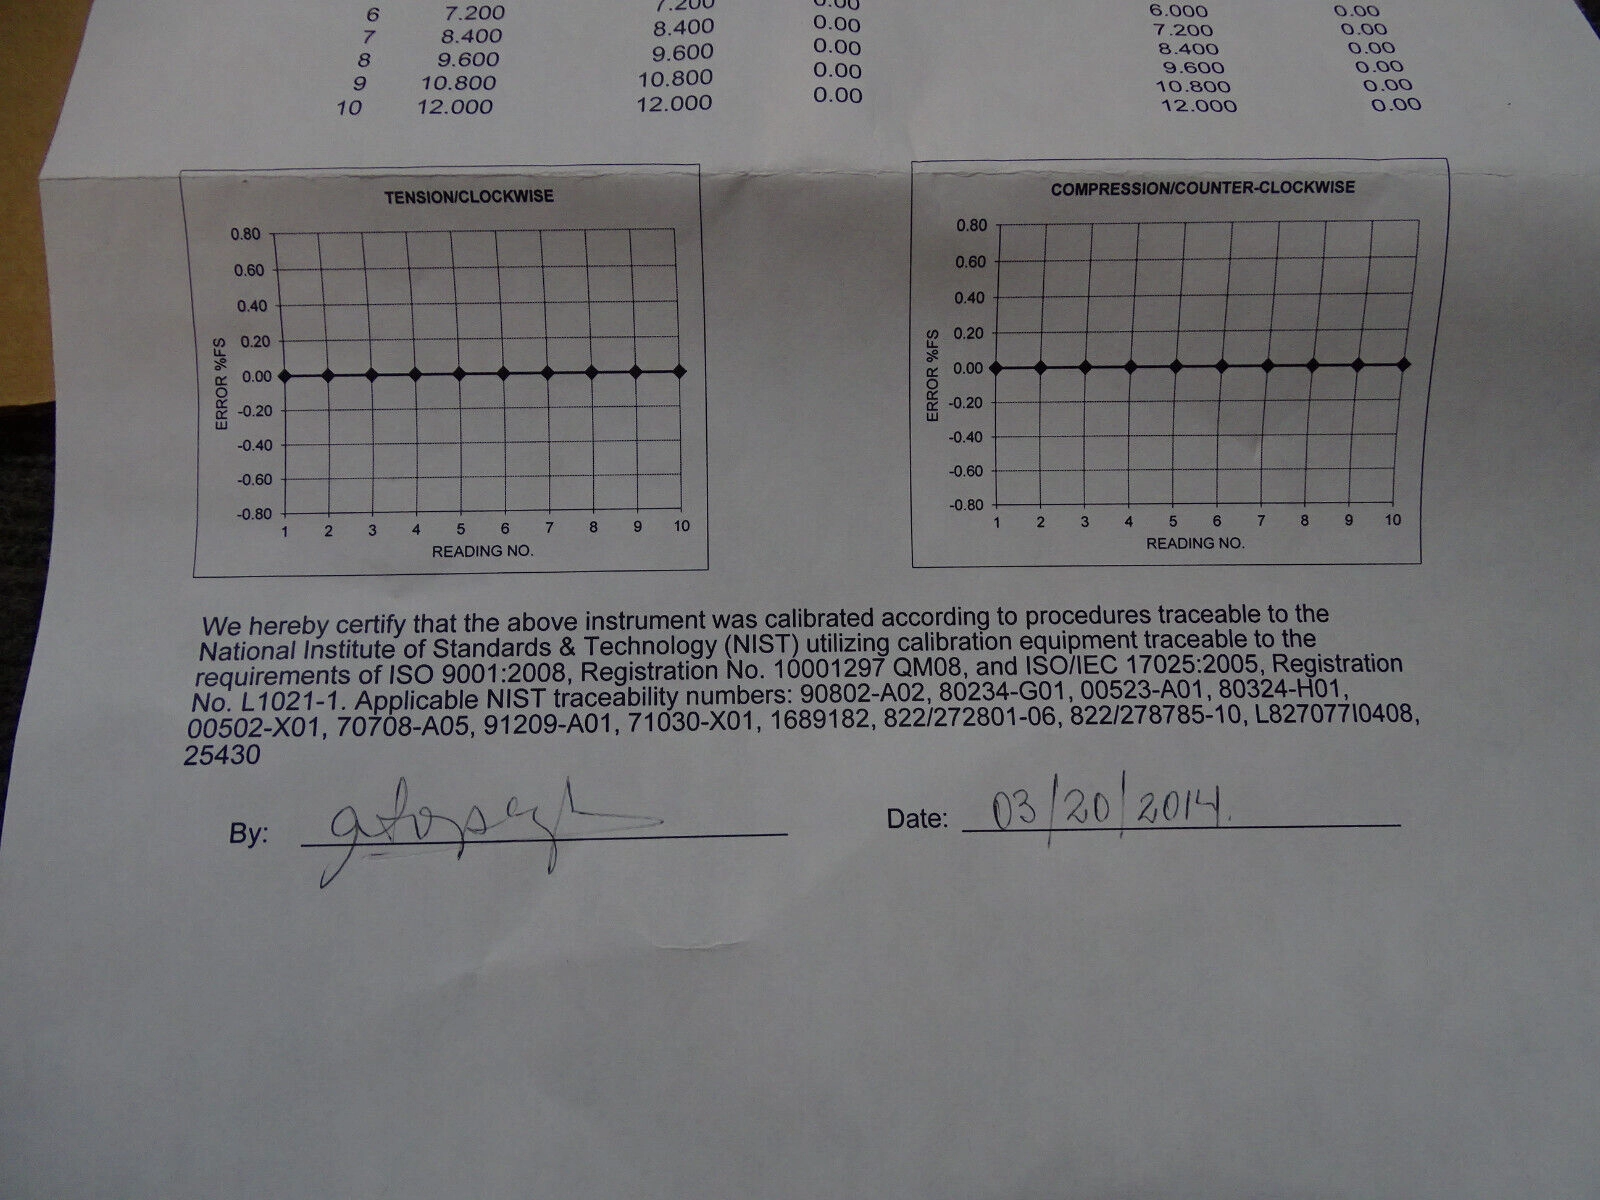 6 7.200 7.200 0.00 6.000 0.00
7 8.400 8.400 0.00 7.200 0.00
8 9.600 9.600 0.00 8.400 0.00
9 10.800 10.800 0.00 9.600 0.00
10 12.000 12.000 0.00 10.800 0.00
12.000 0.00
TENSION/CLOCKWISE
0.80
0.60
0.40
0.20
0.00
-0.20
-0.40
-0.60
-0.80
ERROR %FS
1 2 3 4 5 6 7 8 9 10
READING NO.
COMPRESSION/COUNTER-CLOCKWISE
0.80
0.60
0.40
0.20
0.00
-0.20
-0.40
-0.60
-0.80
ERROR %FS
1 2 3 4 5 6 7 8 9 10
READING NO.
We hereby certify that the above instrument was calibrated according to procedures traceable to the
National Institute of Standards & Technology (NIST) utilizing calibration equipment traceable to the
requirements of ISO 9001:2008, Registration No. 10001297 QM08, and ISO/IEC 17025:2005, Registration
No. L1021-1. Applicable NIST traceability numbers: 90802-A02, 80234-G01, 00523-A01, 80324-H01,
00502-X01, 70708-A05, 91209-A01, 71030-X01, 1689182, 822/272801-06, 822/278785-10, L827077I0408,
25430
By:
Date: 03/20/2014.